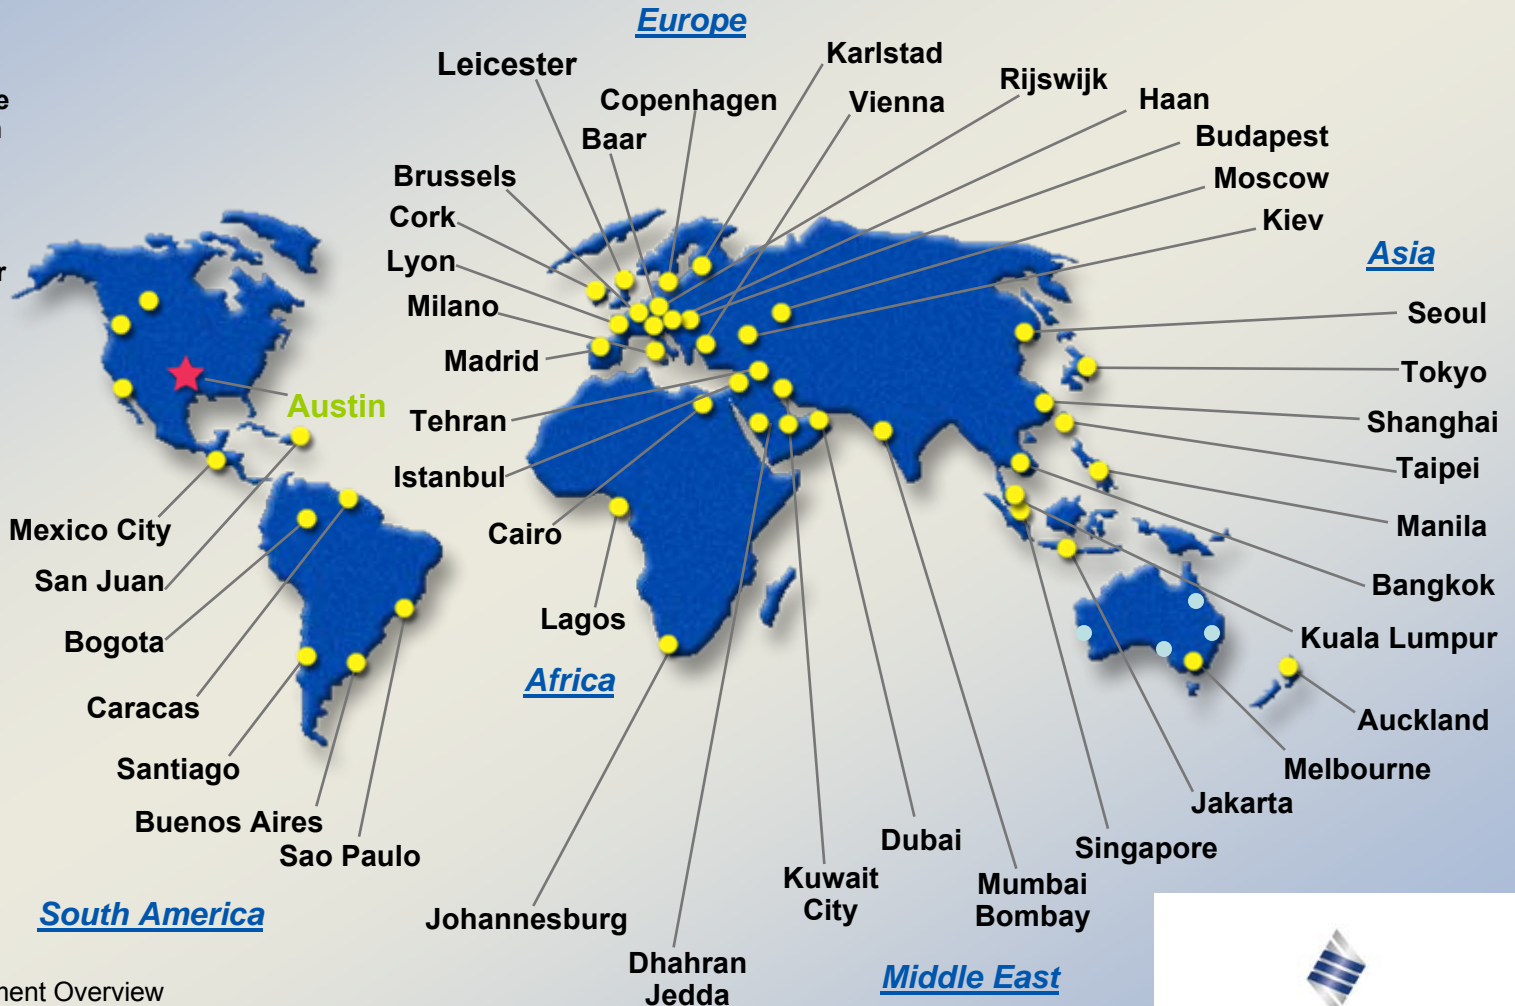 Europe
Leicester
Karlstad
Rijswijk
Copenhagen
Vienna
Haan
Baar
Budapest
Brussels
Moscow
Cork
Kiev
Lyon
Asia
Milano
Seoul
Madrid
Tokyo
Austin
Tehran
Shanghai
Istanbul
Taipei
Mexico City
Cairo
Manila
San Juan
Bangkok
Lagos
Bogota
Kuala Lumpur
Africa
Caracas
Auckland
Santiago
Melbourne
Jakarta
Buenos Aires
Sao Paulo
Dubai
Singapore
Kuwait
City
Mumbai
Bombay
South America
Johannesburg
Dhahran
Jedda
Middle East
Overview